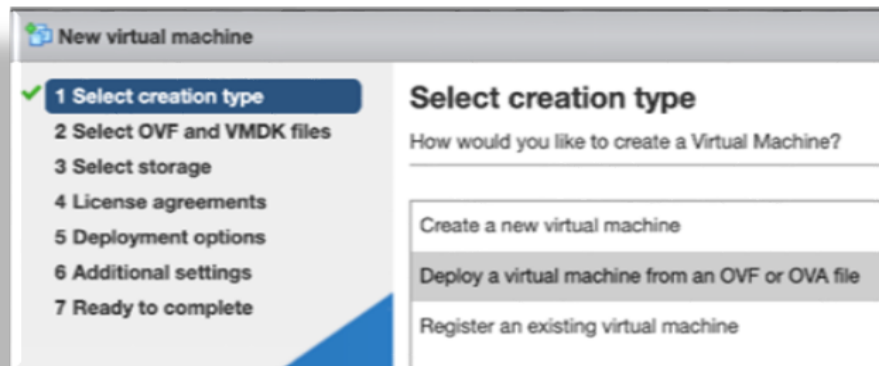 New virtual machine
1 Select creation type
2 Select OVF and VMDK files
3 Select storage
4 License agreements
5 Deployment options
6 Additional settings
7 Ready to complete
Select creation type
How would you like to create a Virtual Machine?
Create a new virtual machine
Deploy a virtual machine from an OVF or OVA file
Register an existing virtual machine